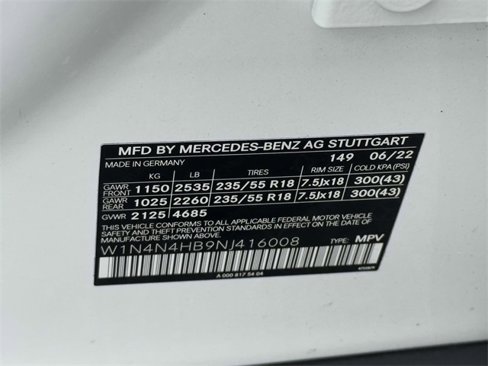 MFD BY MERCEDES-BENZ AG STUTTGART
MADE IN GERMANY 149 06/22
KG LB TIRES RIM SIZE COLD KPA (PSI)
GAWR FRONT 1150 2535 235/55 R18 7.5Jx18 300(43)
GAWR REAR 1025 2260 235/55 R18 7.5Jx18 300(43)
GVWR 2125 4685
THIS VEHICLE CONFORMS TO ALL APPLICABLE FEDERAL MOTOR VEHICLE
SAFETY AND THEFT PREVENTION STANDARDS IN EFFECT ON THE DATE OF
MANUFACTURE SHOWN ABOVE.
W1N4N4HB9NJ416008 TYPE: MPV
A 000 817 54 04